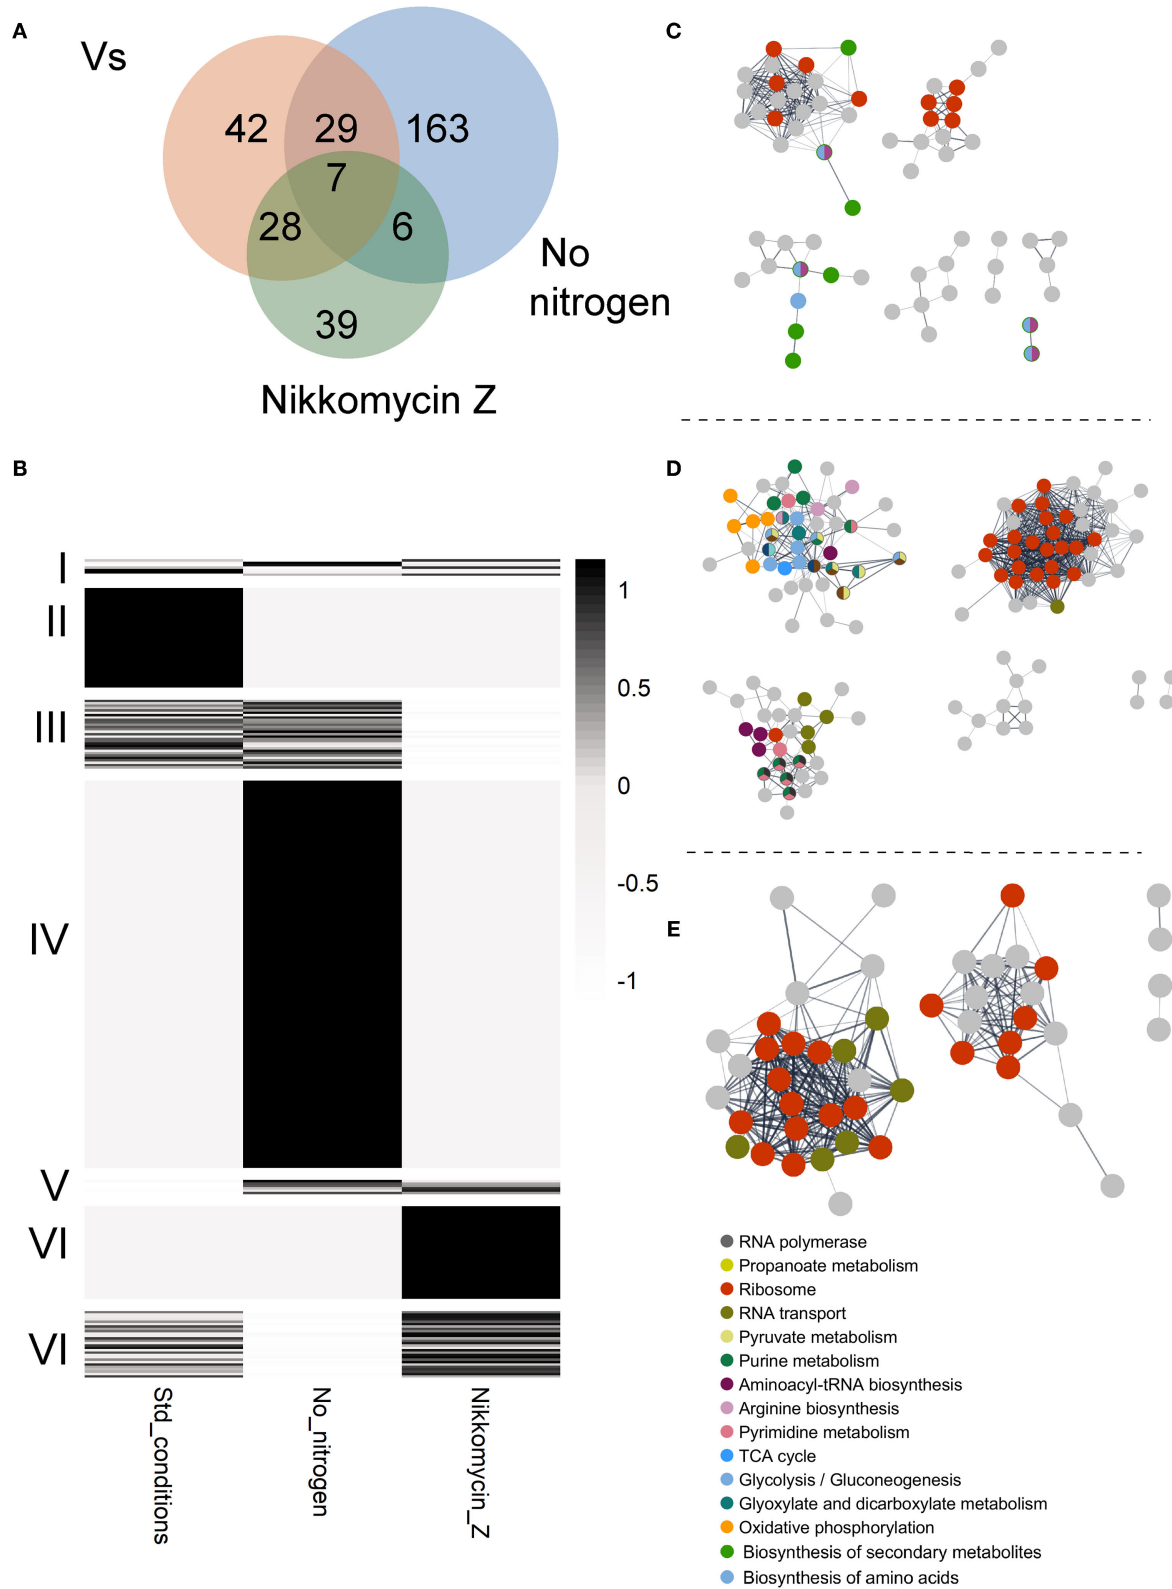 A
Vs
42
29
163
7
28
6
39
No
nitrogen
Nikkomycin Z
B
I
II
III
IV
V
VI
VI
1
0.5
0
-0.5
-1
Std_conditions
No_nitrogen
Nikkomycin_Z
C
D
E
RNA polymerase
Propanoate metabolism
Ribosome
RNA transport
Pyruvate metabolism
Purine metabolism
Aminoacyl-tRNA biosynthesis
Arginine biosynthesis
Pyrimidine metabolism
TCA cycle
Glycolysis / Gluconeogenesis
Glyoxylate and dicarboxylate metabolism
Oxidative phosphorylation
Biosynthesis of secondary metabolites
Biosynthesis of amino acids